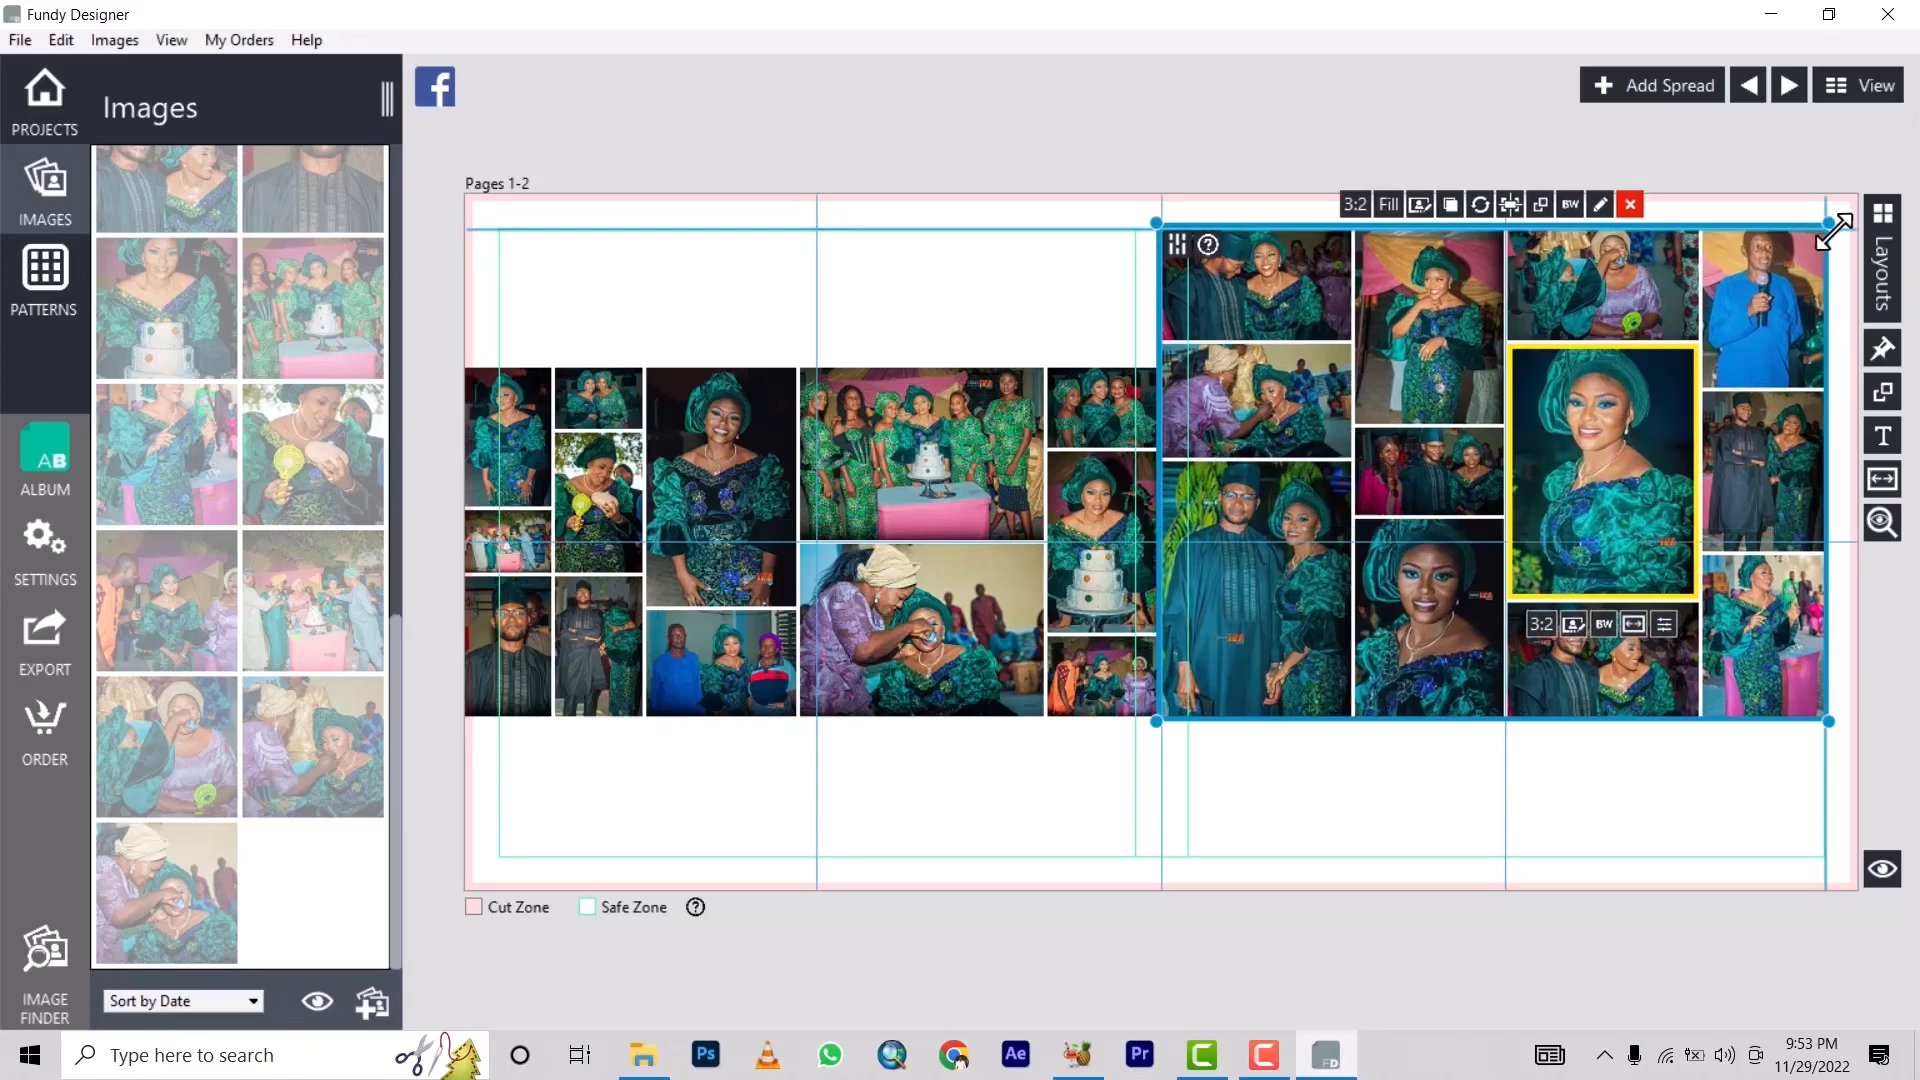 Fundy Designer
File Edit Images View My Orders Help
PROJECTS
Images
Add Spread
View
IMAGES
PATTERNS
AB
ALBUM
SETTINGS
EXPORT
ORDER
IMAGE
FINDER
Sort by Date
Pages 1-2
3:2 Fill BW
Layouts
T
3:2 BW
Cut Zone Safe Zone
Type here to search
Ps
Ae
Pr
FD
9:53 PM
11/29/2022